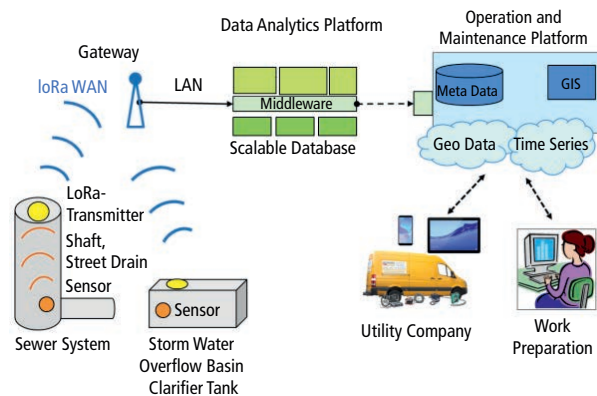 Data Analytics Platform
Operation and
Maintenance Platform
Gateway
loRa WAN
LAN
Middleware
Scalable Database
Meta Data
GIS
Geo Data
Time Series
LoRa-
Transmitter
Shaft,
Street Drain
Sensor
Sewer System
Sensor
Storm Water
Overflow Basin
Clarifier Tank
Utility Company
Work
Preparation